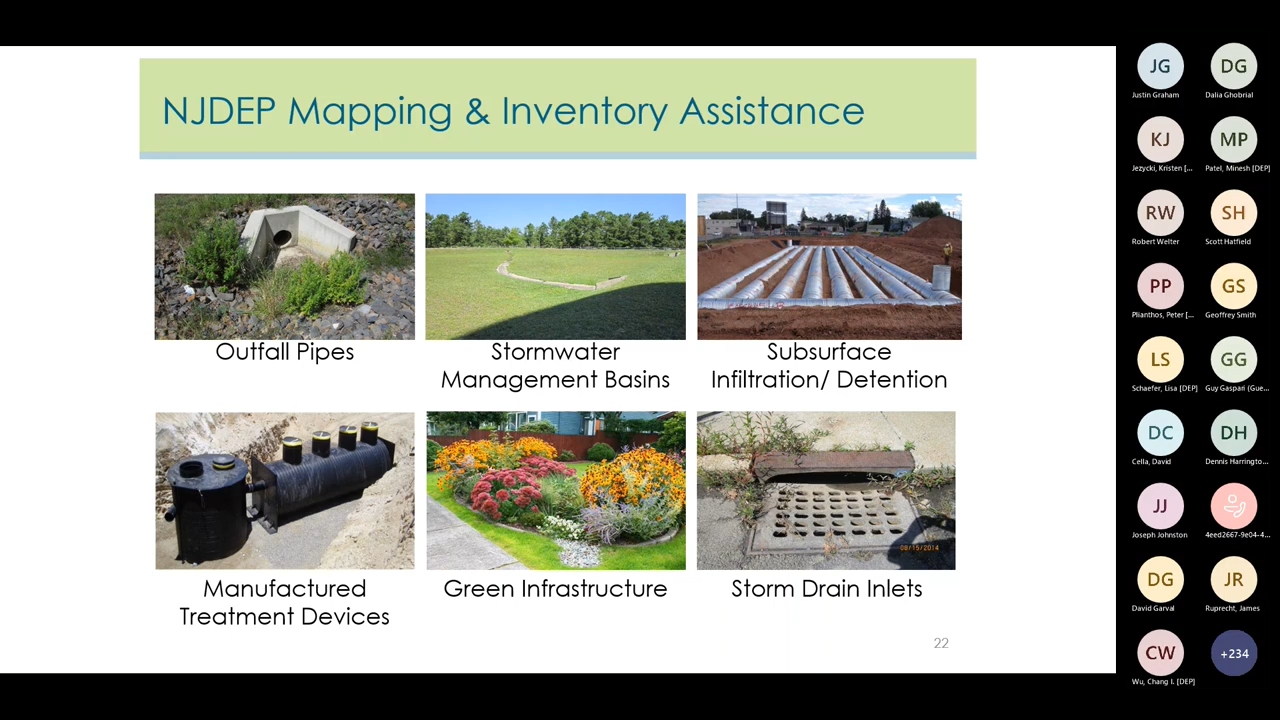 NJDEP Mapping & Inventory Assistance
Outfall Pipes
Stormwater
Management Basins
Subsurface
Infiltration/ Detention
08/15/2014
Manufactured
Treatment Devices
Green Infrastructure
Storm Drain Inlets
22
JG
Justin Graham
DG
Dalia Ghobrial
KJ
Jezycki, Kristen [...
MP
Patel, Minesh [DEP]
RW
Robert Welter
SH
Scott Hatfield
PP
Plianthos, Peter [...
GS
Geoffrey Smith
LS
Schaefer, Lisa [DEP]
GG
Guy Gaspari (Gue...
DC
Cella, David
DH
Dennis Harringto...
JJ
Joseph Johnston
4eed2667-9e04-4...
DG
David Garval
JR
Ruprecht, James
CW
Wu, Chang I. [DEP]
+234